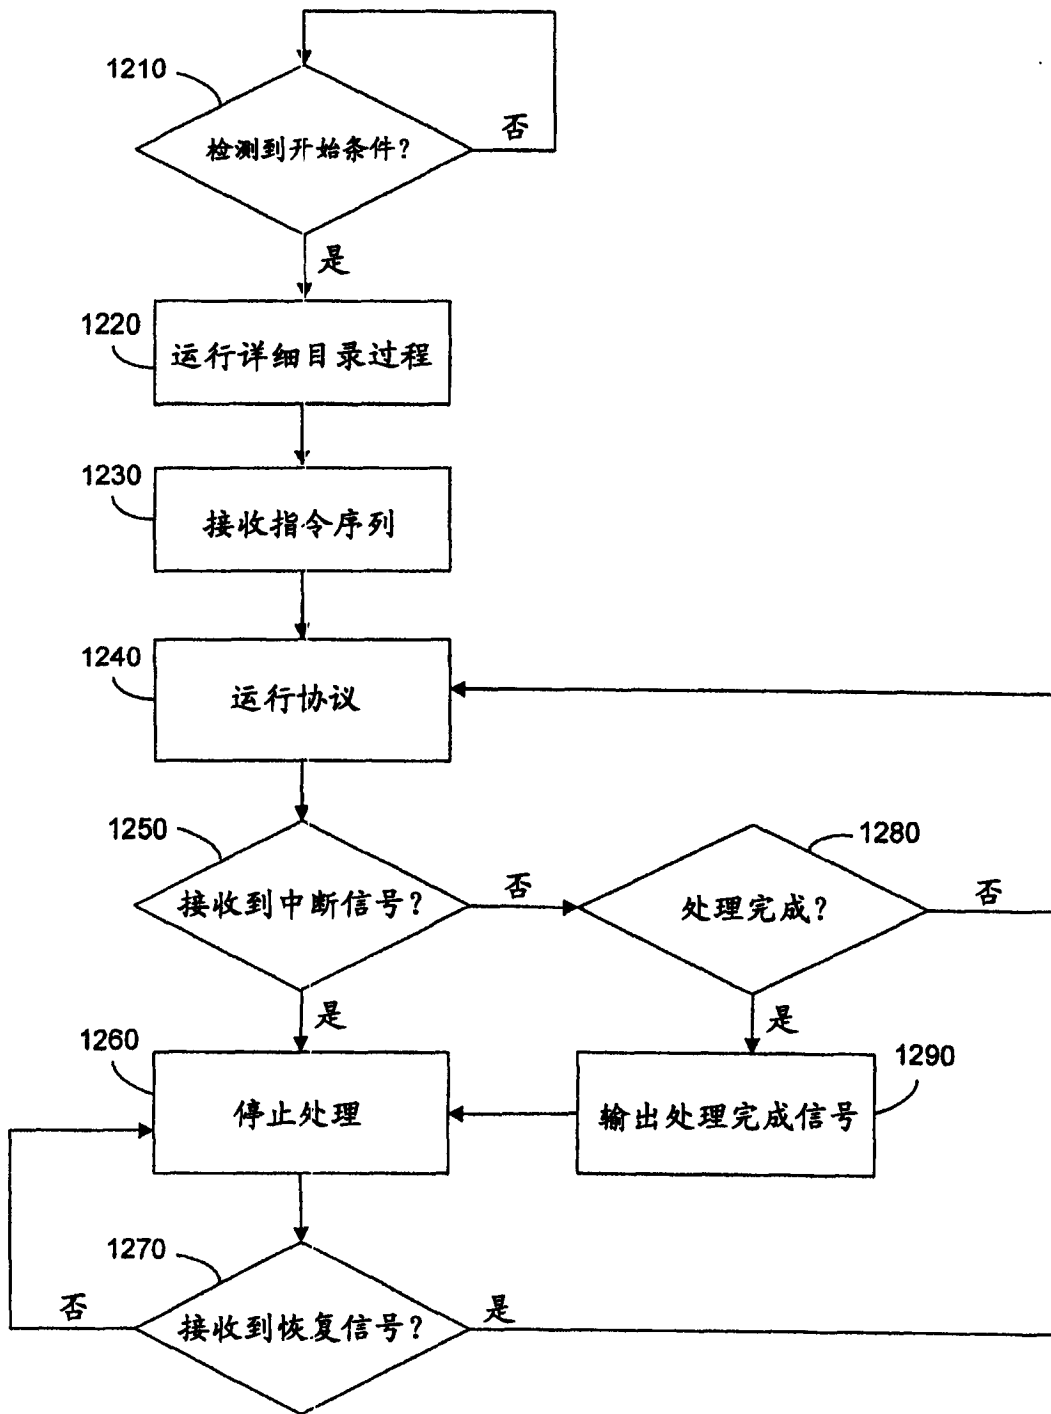 1210
检测到开始条件?
否
是
1220
运行详细目录过程
1230
接收指令序列
1240
运行协议
1250
接收到中断信号?
否
1280
处理完成?
否
是
是
1260
停止处理
1290
输出处理完成信号
1270
接收到恢复信号?
否
是